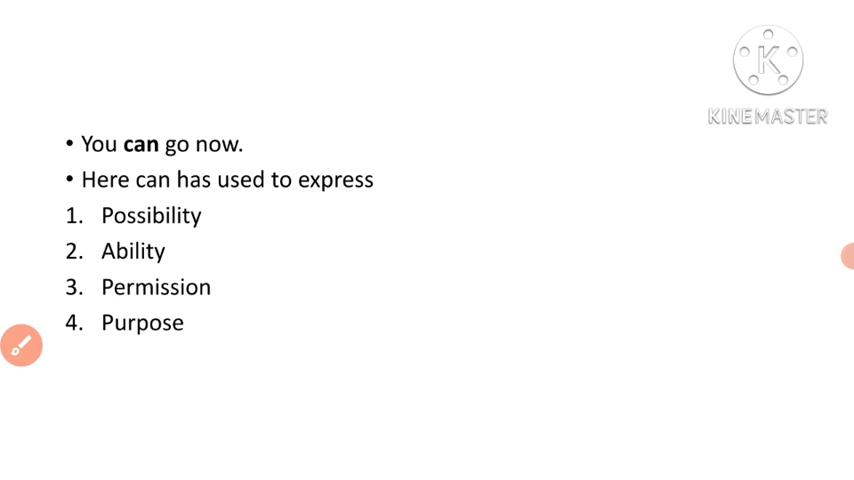 KINEMASTER
• You can go now.
• Here can has used to express
1. Possibility
2. Ability
3. Permission
4. Purpose